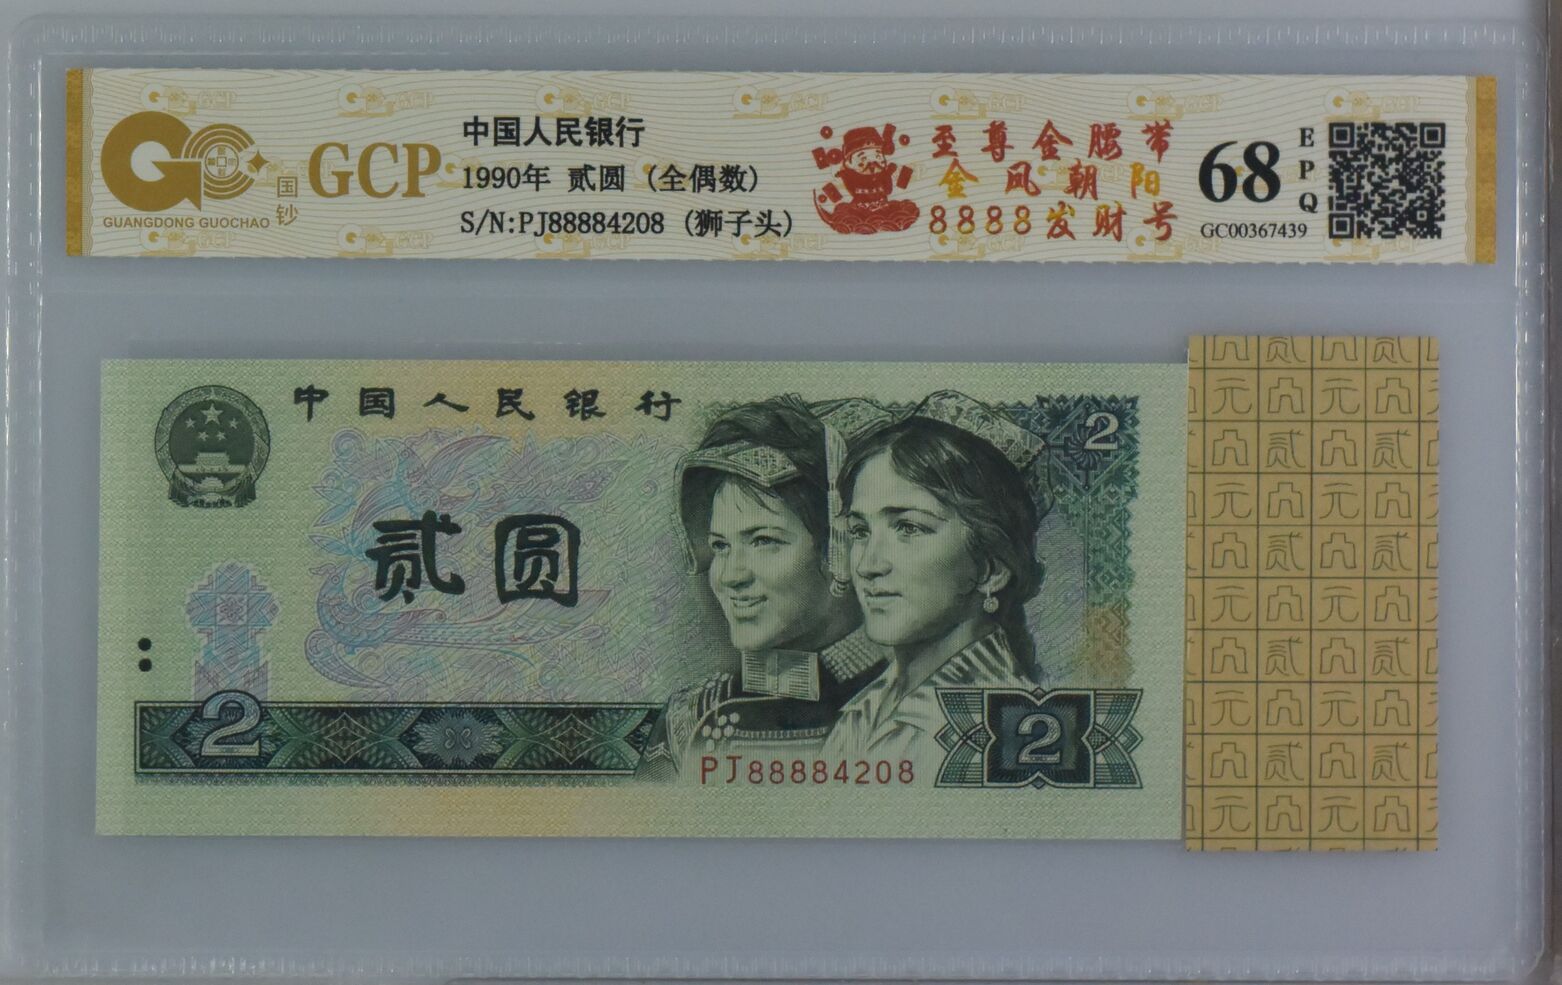 GUANGDONG GUOCHAO
国钞
GCP
中国人民银行
1990年 贰圆 (全偶数)
S/N:PJ88884208 (狮子头)
至尊金腰带
金凤朝阳
8888发财号
68
EPQ
GC00367439
中国人民银行
2
贰圆
2
2
PJ88884208